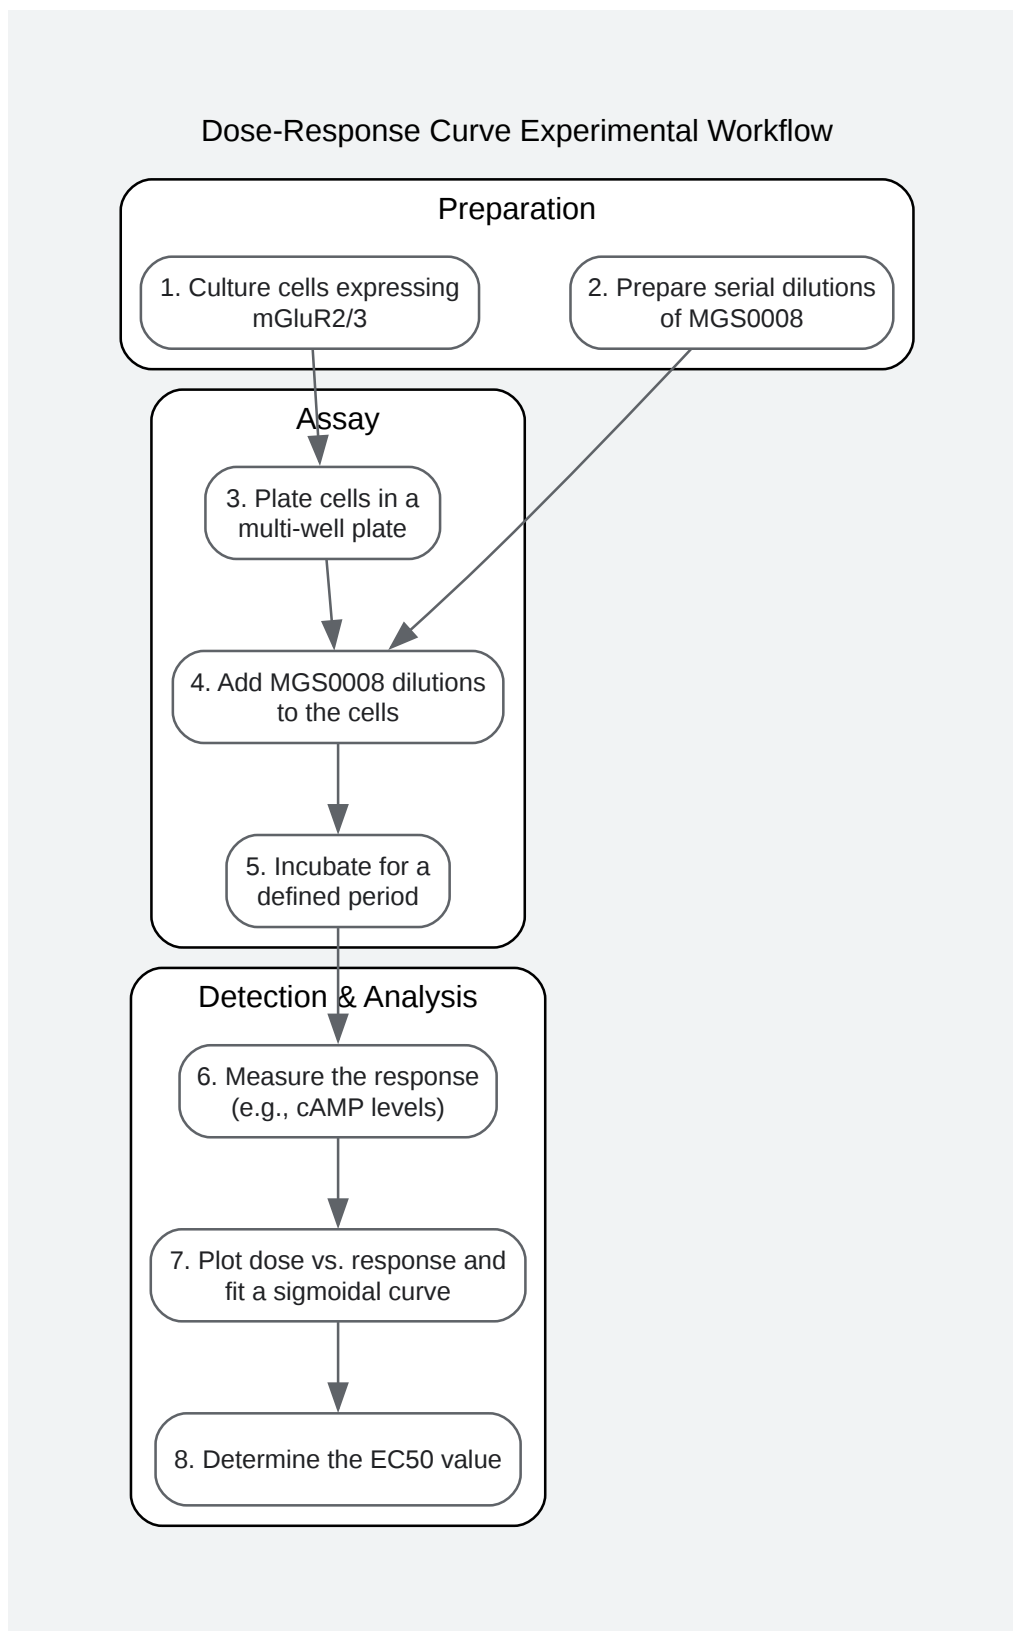 Dose-Response Curve Experimental Workflow
Preparation
1. Culture cells expressing
mGluR2/3
2. Prepare serial dilutions
of MGS0008
Assay
3. Plate cells in a
multi-well plate
4. Add MGS0008 dilutions
to the cells
5. Incubate for a
defined period
Detection & Analysis
6. Measure the response
(e.g., cAMP levels)
7. Plot dose vs. response and
fit a sigmoidal curve
8. Determine the EC50 value